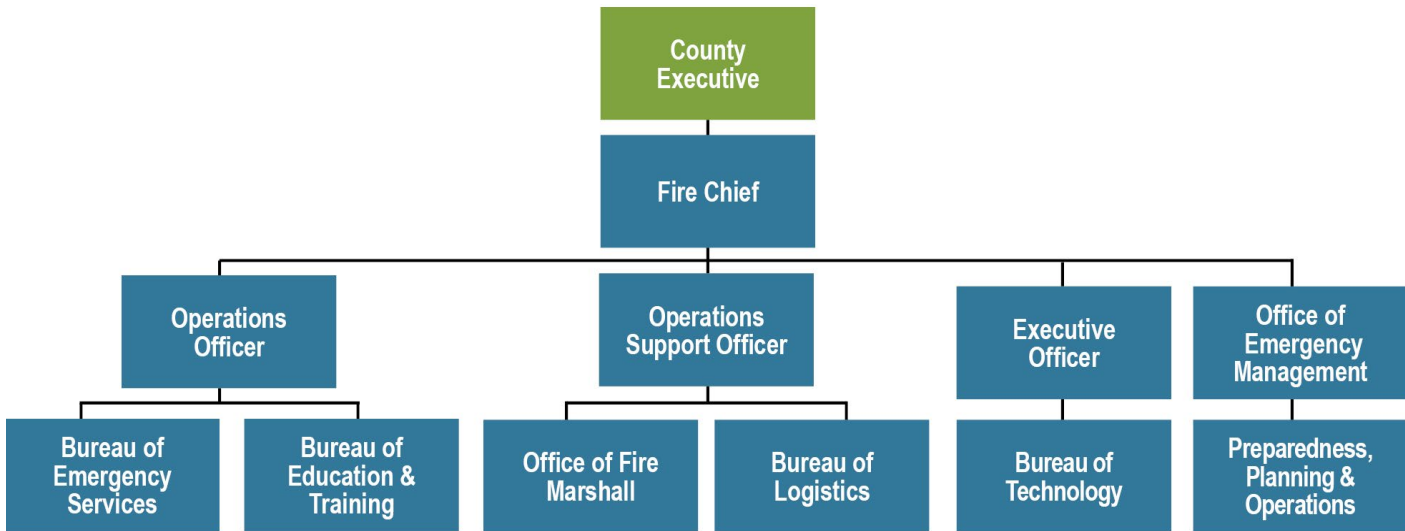 County
Executive
Fire Chief
Operations
Officer
Operations
Support Officer
Executive
Officer
Office of
Emergency
Management
Bureau of
Emergency
Services
Bureau of
Education &
Training
Office of Fire
Marshall
Bureau of
Logistics
Bureau of
Technology
Preparedness,
Planning &
Operations